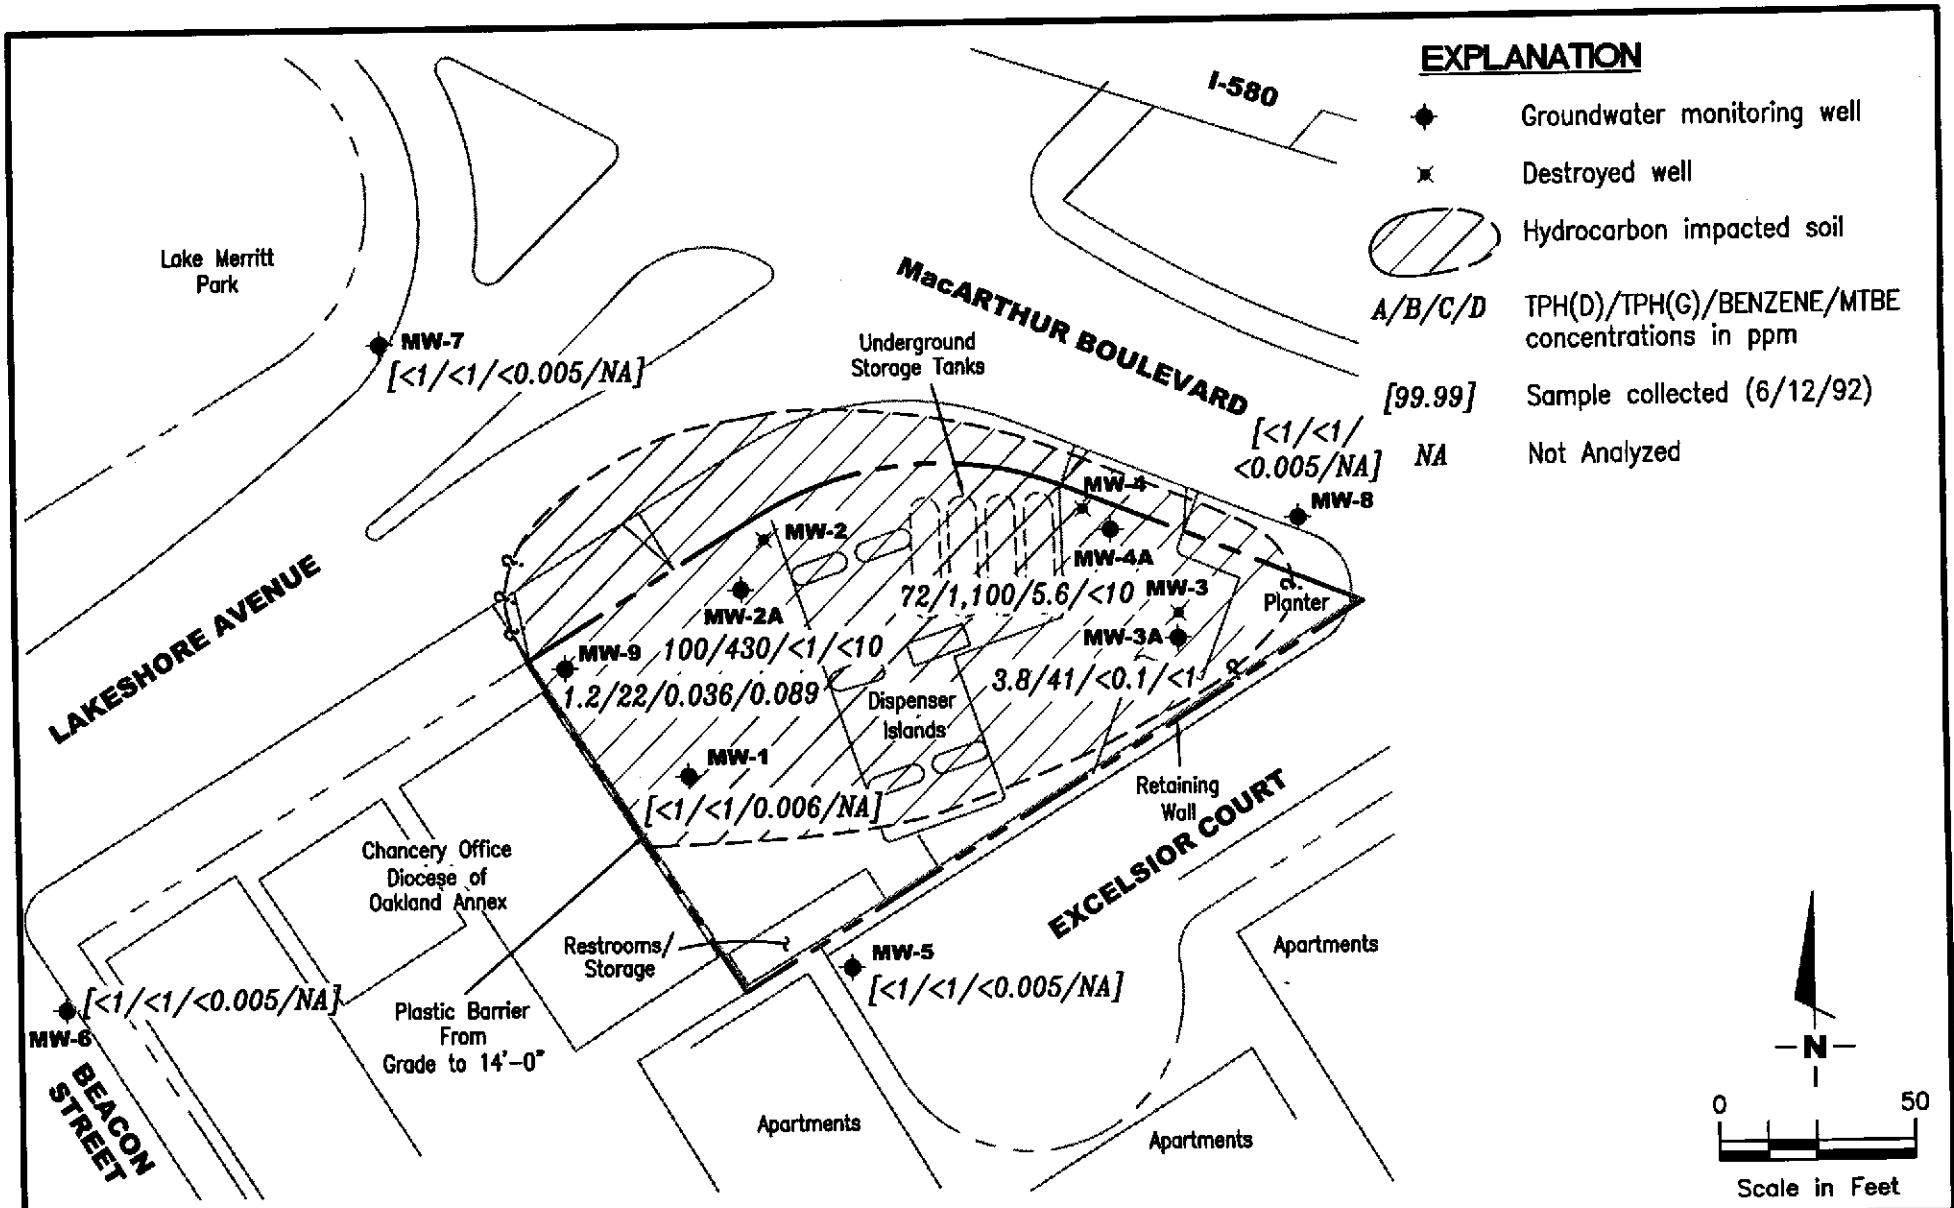 EXPLANATION
Groundwater monitoring well
Destroyed well
Hydrocarbon impacted soil
A/B/C/D TPH(D)/TPH(G)/BENZENE/MTBE
concentrations in ppm
[99.99] Sample collected (6/12/92)
NA Not Analyzed
I-580
Lake Merritt
Park
MacARTHUR BOULEVARD
MW-7
[<1/<1/<0.005/NA]
Underground
Storage Tanks
[<1/<1/
<0.005/NA]
MW-8
MW-4
MW-2
MW-4A
72/1,100/5.6/<10
MW-3
Planter
MW-2A
100/430/<1/<10
MW-3A
3.8/41/<0.1/<1
MW-9
1.2/22/0.036/0.089
Dispenser
Islands
LAKESHORE AVENUE
MW-1
[<1/<1/0.006/NA]
Retaining
Wall
EXCELSIOR COURT
Chancery Office
Diocese of
Oakland Annex
Restrooms/
Storage
MW-5
[<1/<1/<0.005/NA]
Apartments
[<1/<1/<0.005/NA]
MW-6
Plastic Barrier
From
Grade to 14'-0"
BEACON
STREET
Apartments
Apartments
N
0 50
Scale in Feet
?
?
?
?
?